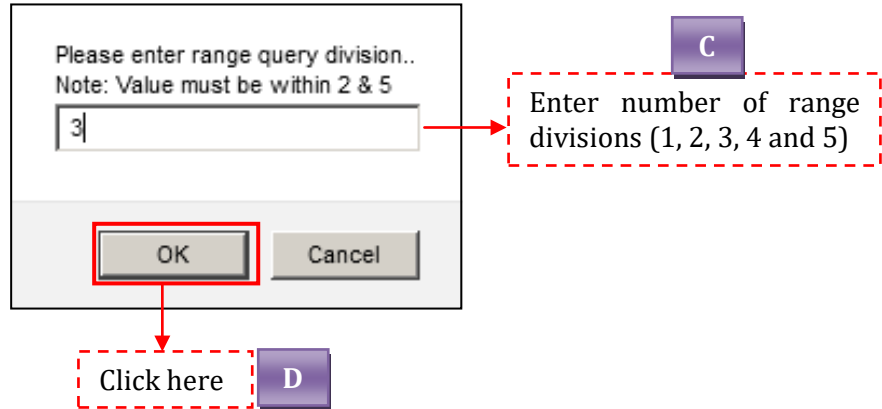 Please enter range query division..
Note: Value must be within 2 & 5
3
C
Enter number of range
divisions (1, 2, 3, 4 and 5)
OK
Cancel
Click here
D